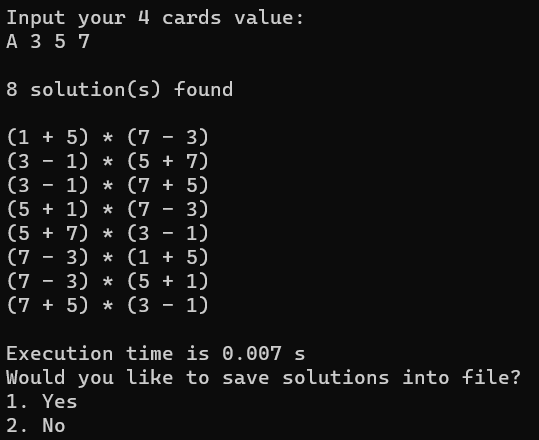 Input your 4 cards value:
A 3 5 7
8 solution(s) found
(1 + 5) * (7 - 3)
(3 - 1) * (5 + 7)
(3 - 1) * (7 + 5)
(5 + 1) * (7 - 3)
(5 + 7) * (3 - 1)
(7 - 3) * (1 + 5)
(7 - 3) * (5 + 1)
(7 + 5) * (3 - 1)
Execution time is 0.007 s
Would you like to save solutions into file?
1. Yes
2. No